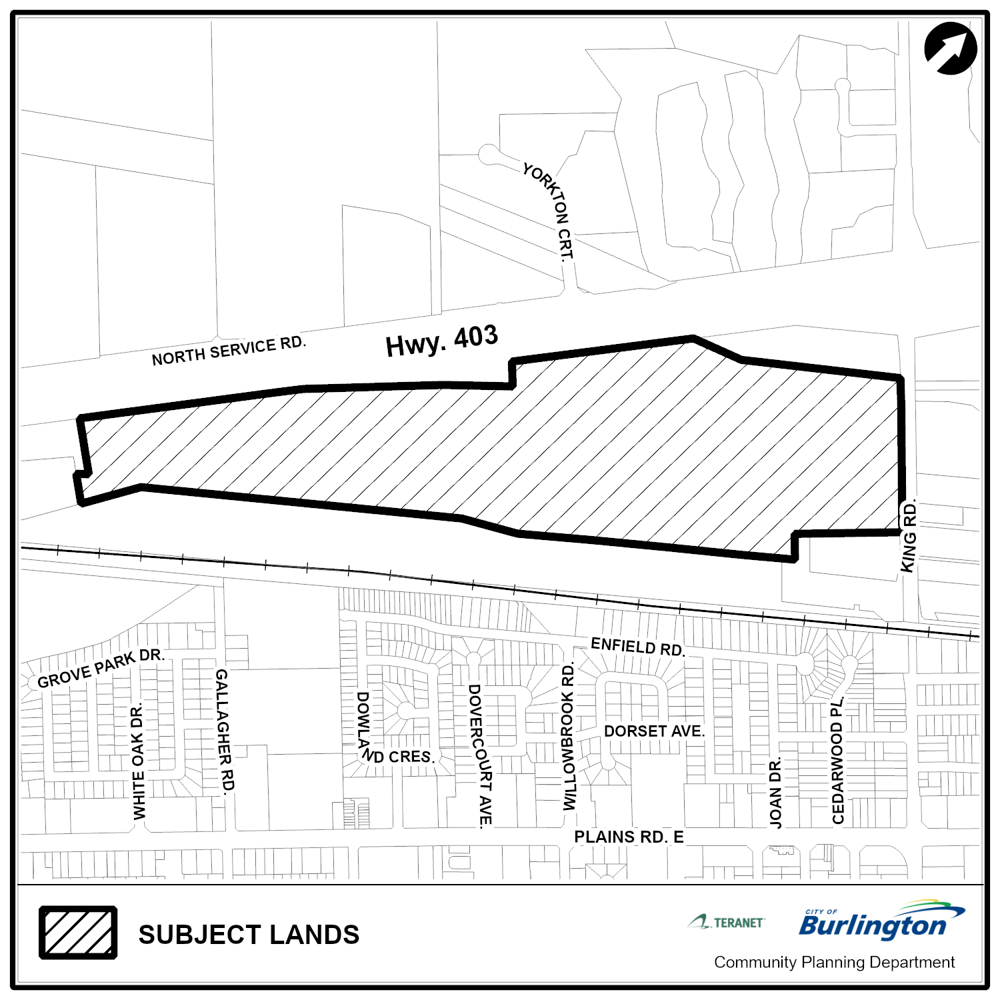 YORKTON CRT.
NORTH SERVICE RD.
Hwy. 403
KING RD.
ENFIELD RD.
GROVE PARK DR.
WHITE OAK DR.
GALLAGHER RD.
DOWLAND CRES.
DOVERCOURT AVE.
WILLOWBROOK RD.
DORSET AVE.
JOAN DR.
CEDARWOOD PL.
PLAINS RD. E
SUBJECT LANDS
TERANET
CITY OF
Burlington
Community Planning Department